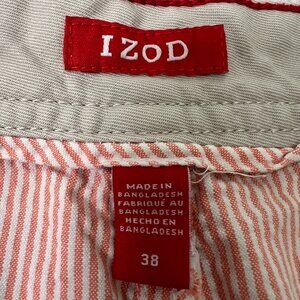 IZOD
MADE IN
BANGLADESH
FABRIQUÉ AU
BANGLADESH
HECHO EN
BANGLADESH
38